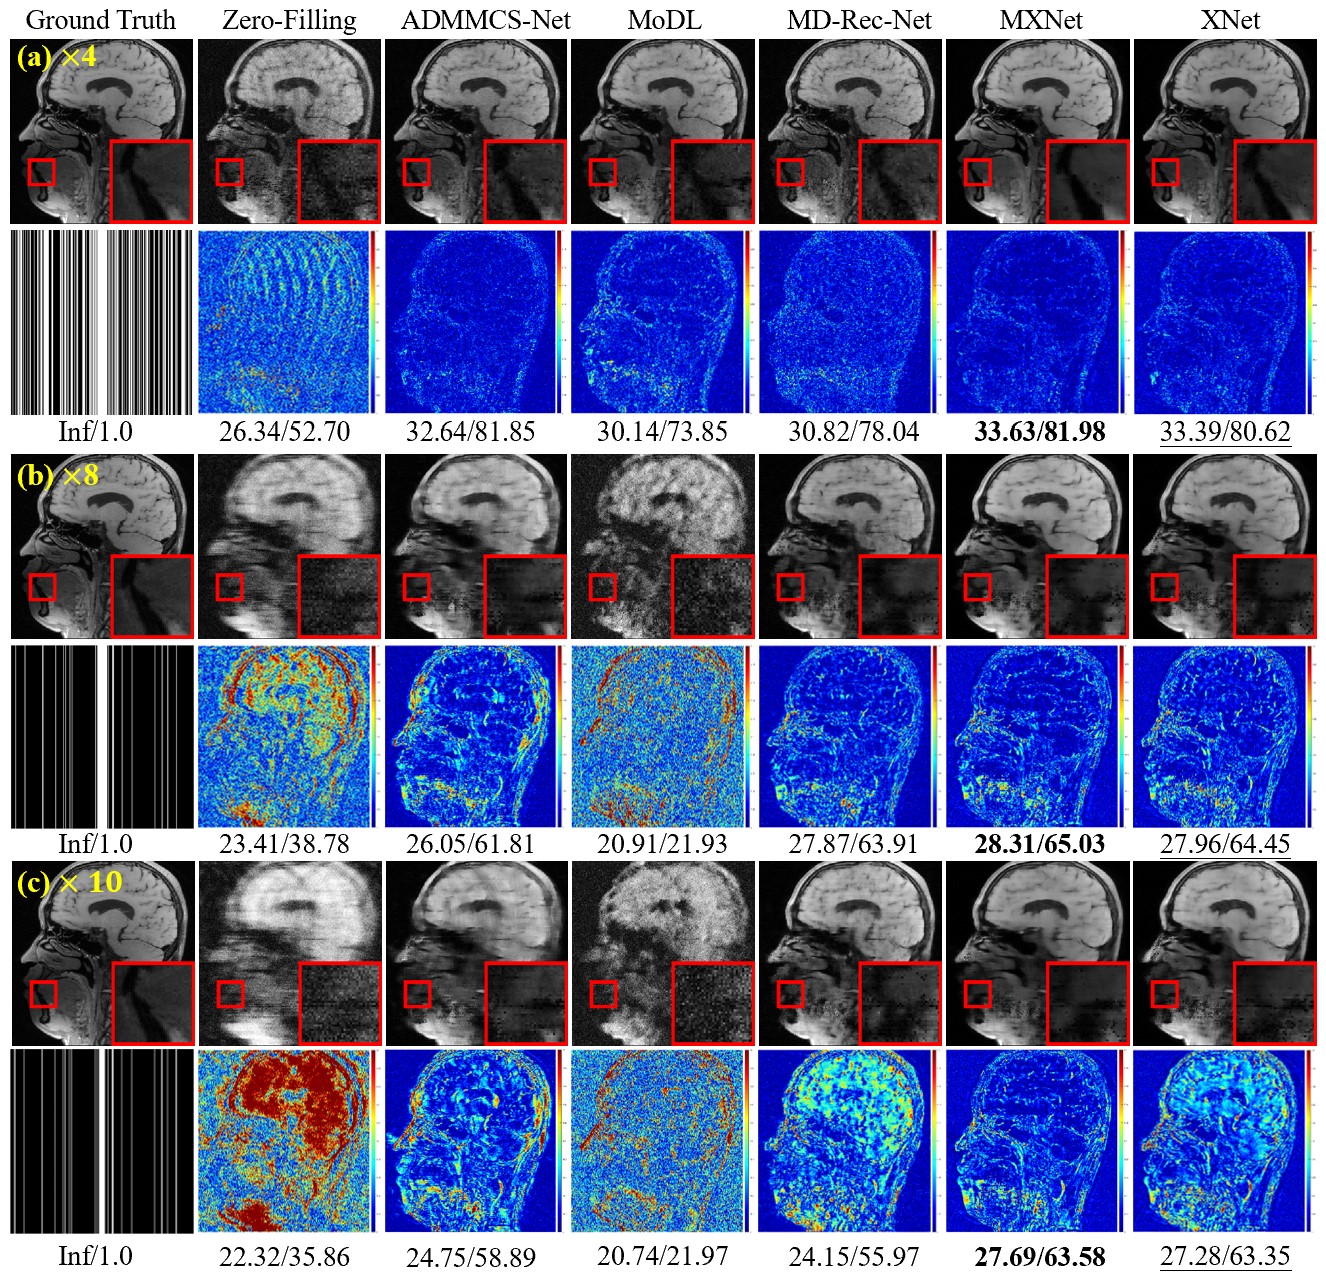 Ground Truth Zero-Filling ADMMCS-Net MoDL MD-Rec-Net MXNet XNet
(a) ×4
Inf/1.0 26.34/52.70 32.64/81.85 30.14/73.85 30.82/78.04 33.63/81.98 33.39/80.62
(b) ×8
Inf/1.0 23.41/38.78 26.05/61.81 20.91/21.93 27.87/63.91 28.31/65.03 27.96/64.45
(c) × 10
Inf/1.0 22.32/35.86 24.75/58.89 20.74/21.97 24.15/55.97 27.69/63.58 27.28/63.35